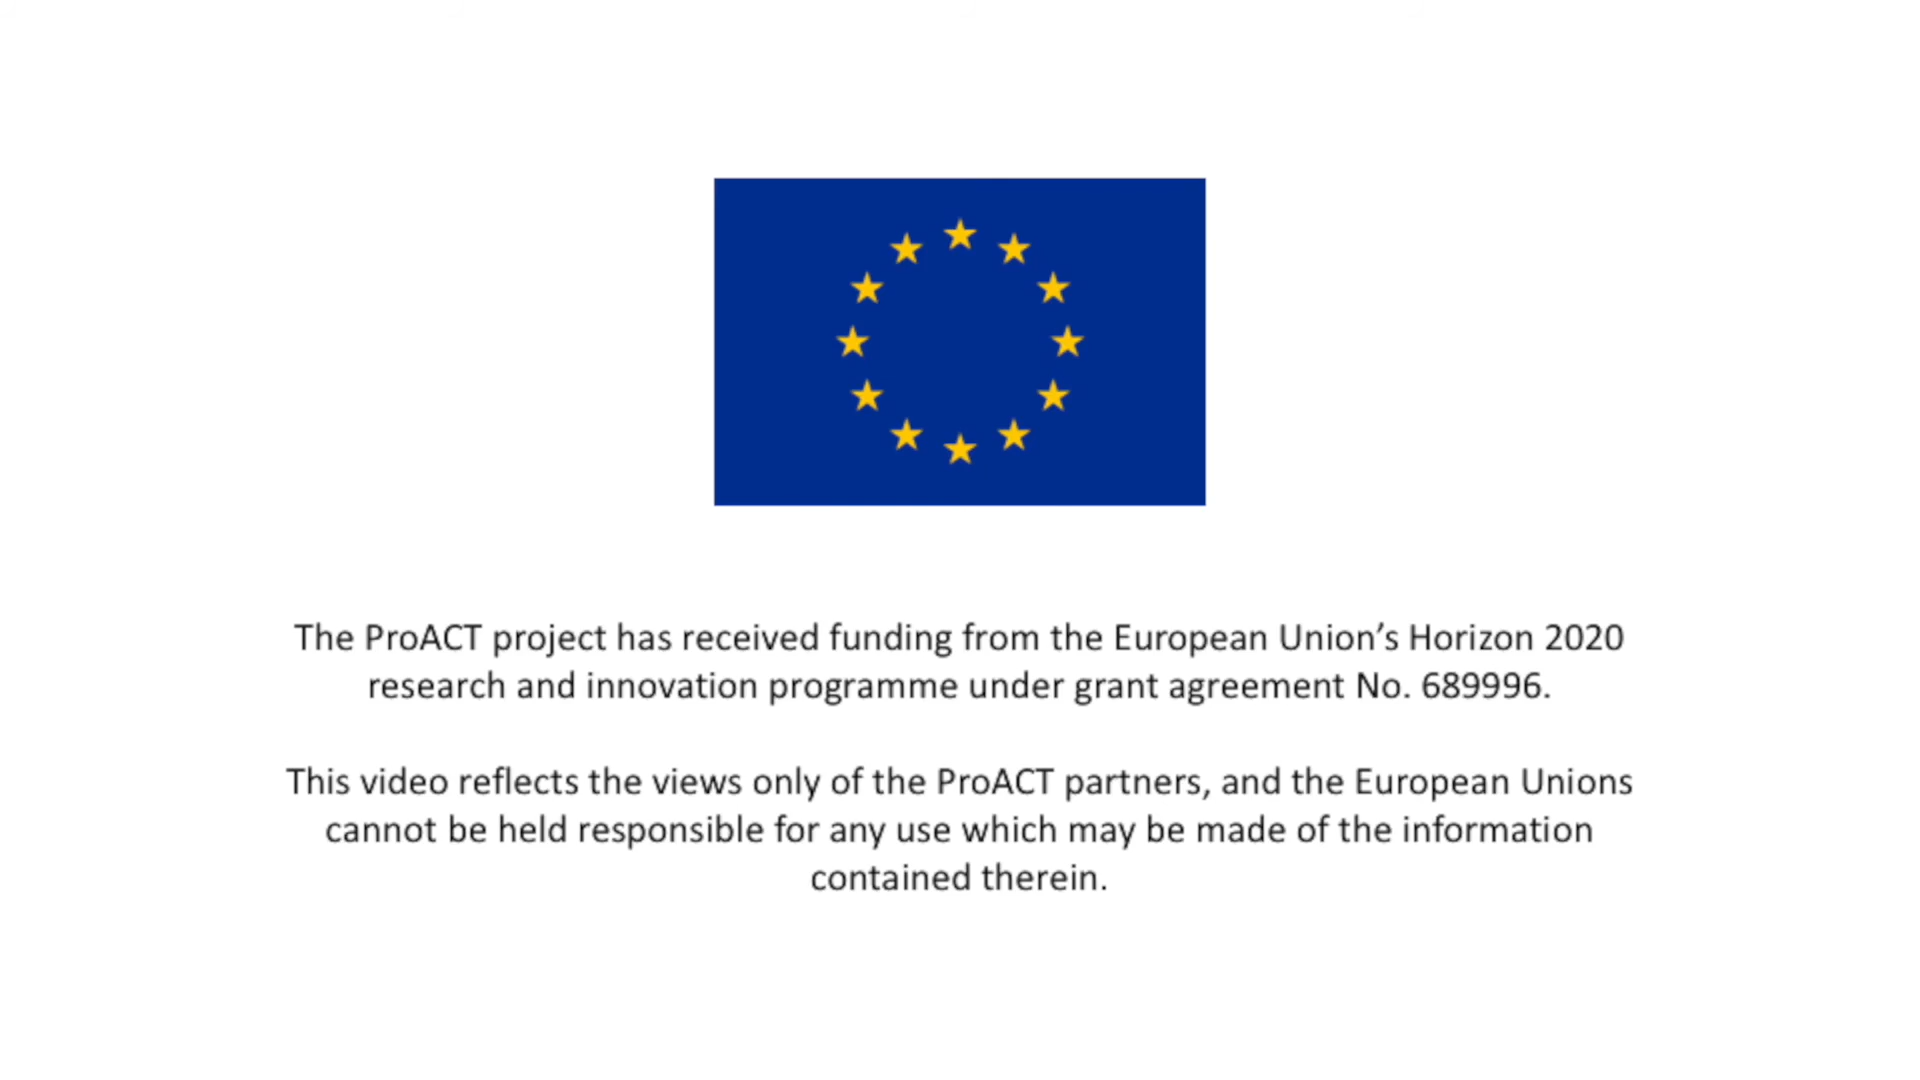 The ProACT project has received funding from the European Union’s Horizon 2020
research and innovation programme under grant agreement No. 689996.
This video reflects the views only of the ProACT partners, and the European Unions
cannot be held responsible for any use which may be made of the information
contained therein.